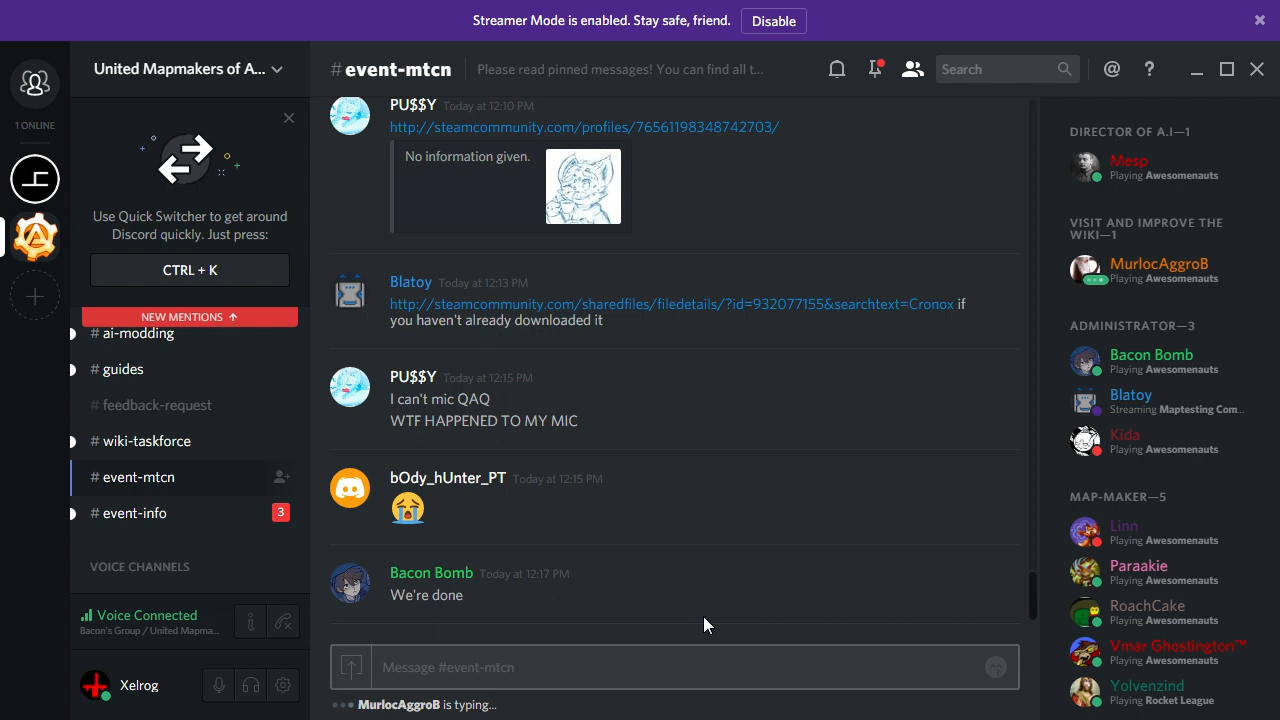 Streamer Mode is enabled. Stay safe, friend. Disable
United Mapmakers of A...
#event-mtcn
Please read pinned messages! You can find all t...
Search
1 ONLINE
Use Quick Switcher to get around
Discord quickly. Just press:
CTRL + K
NEW MENTIONS
# ai-modding
# guides
# feedback-request
# wiki-taskforce
# event-mtcn
# event-info 3
VOICE CHANNELS
Voice Connected
Bacon's Group / United Mapma...
Xelrog
PU$$Y Today at 12:10 PM
http://steamcommunity.com/profiles/76561198348742703/
No information given.
Blatoy Today at 12:13 PM
http://steamcommunity.com/sharedfiles/filedetails/?id=932077155&searchtext=Cronox if
you haven't already downloaded it
PU$$Y Today at 12:15 PM
I can't mic QAQ
WTF HAPPENED TO MY MIC
bOdy_hUnter_PT Today at 12:15 PM
Bacon Bomb Today at 12:17 PM
We're done
Message #event-mtcn
MurlocAggroB is typing...
DIRECTOR OF A.I—1
Mesp
Playing Awesomenauts
VISIT AND IMPROVE THE
WIKI—1
MurlocAggroB
Playing Awesomenauts
ADMINISTRATOR—3
Bacon Bomb
Playing Awesomenauts
Blatoy
Streaming Maptesting Com...
Kida
Playing Awesomenauts
MAP-MAKER—5
Linn
Playing Awesomenauts
Paraakie
Playing Awesomenauts
RoachCake
Playing Awesomenauts
Vmar Ghostington™
Playing Awesomenauts
Yolvenzind
Playing Rocket League